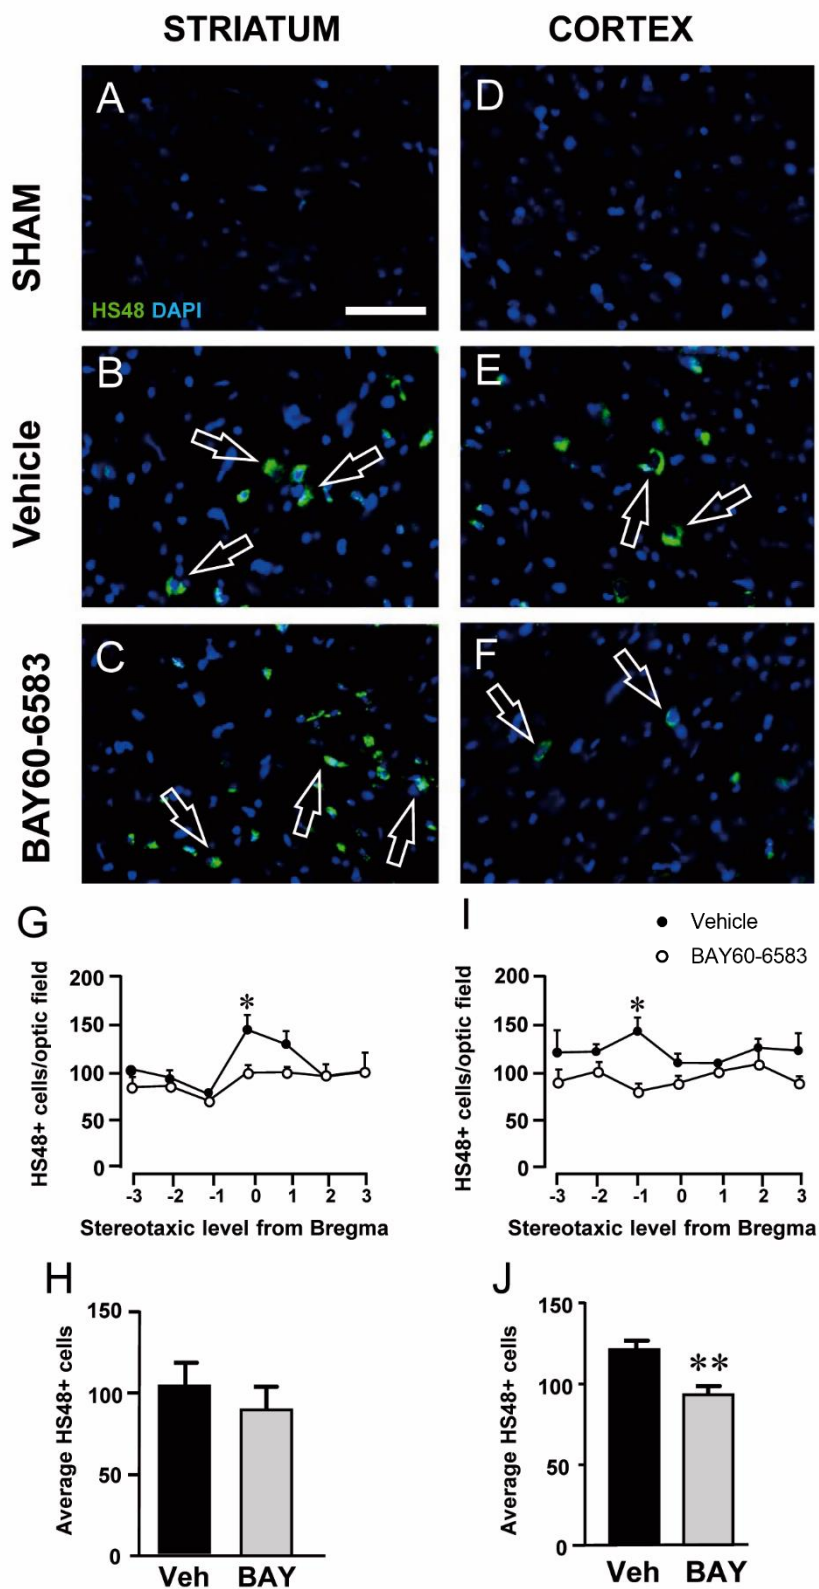 STRIATUM CORTEX
SHAM
A
D
HS48 DAPI
Vehicle
B
E
BAY60-6583
C
F
G
I
Vehicle
BAY60-6583
HS48+ cells/optic field
200
150
100
50
0
*
-3 -2 -1 0 1 2 3
Stereotaxic level from Bregma
HS48+ cells/optic field
200
150
100
50
0
*
-3 -2 -1 0 1 2 3
Stereotaxic level from Bregma
H
Average HS48+ cells
150
100
50
0
Veh BAY
J
Average HS48+ cells
150
100
50
0
**
Veh BAY